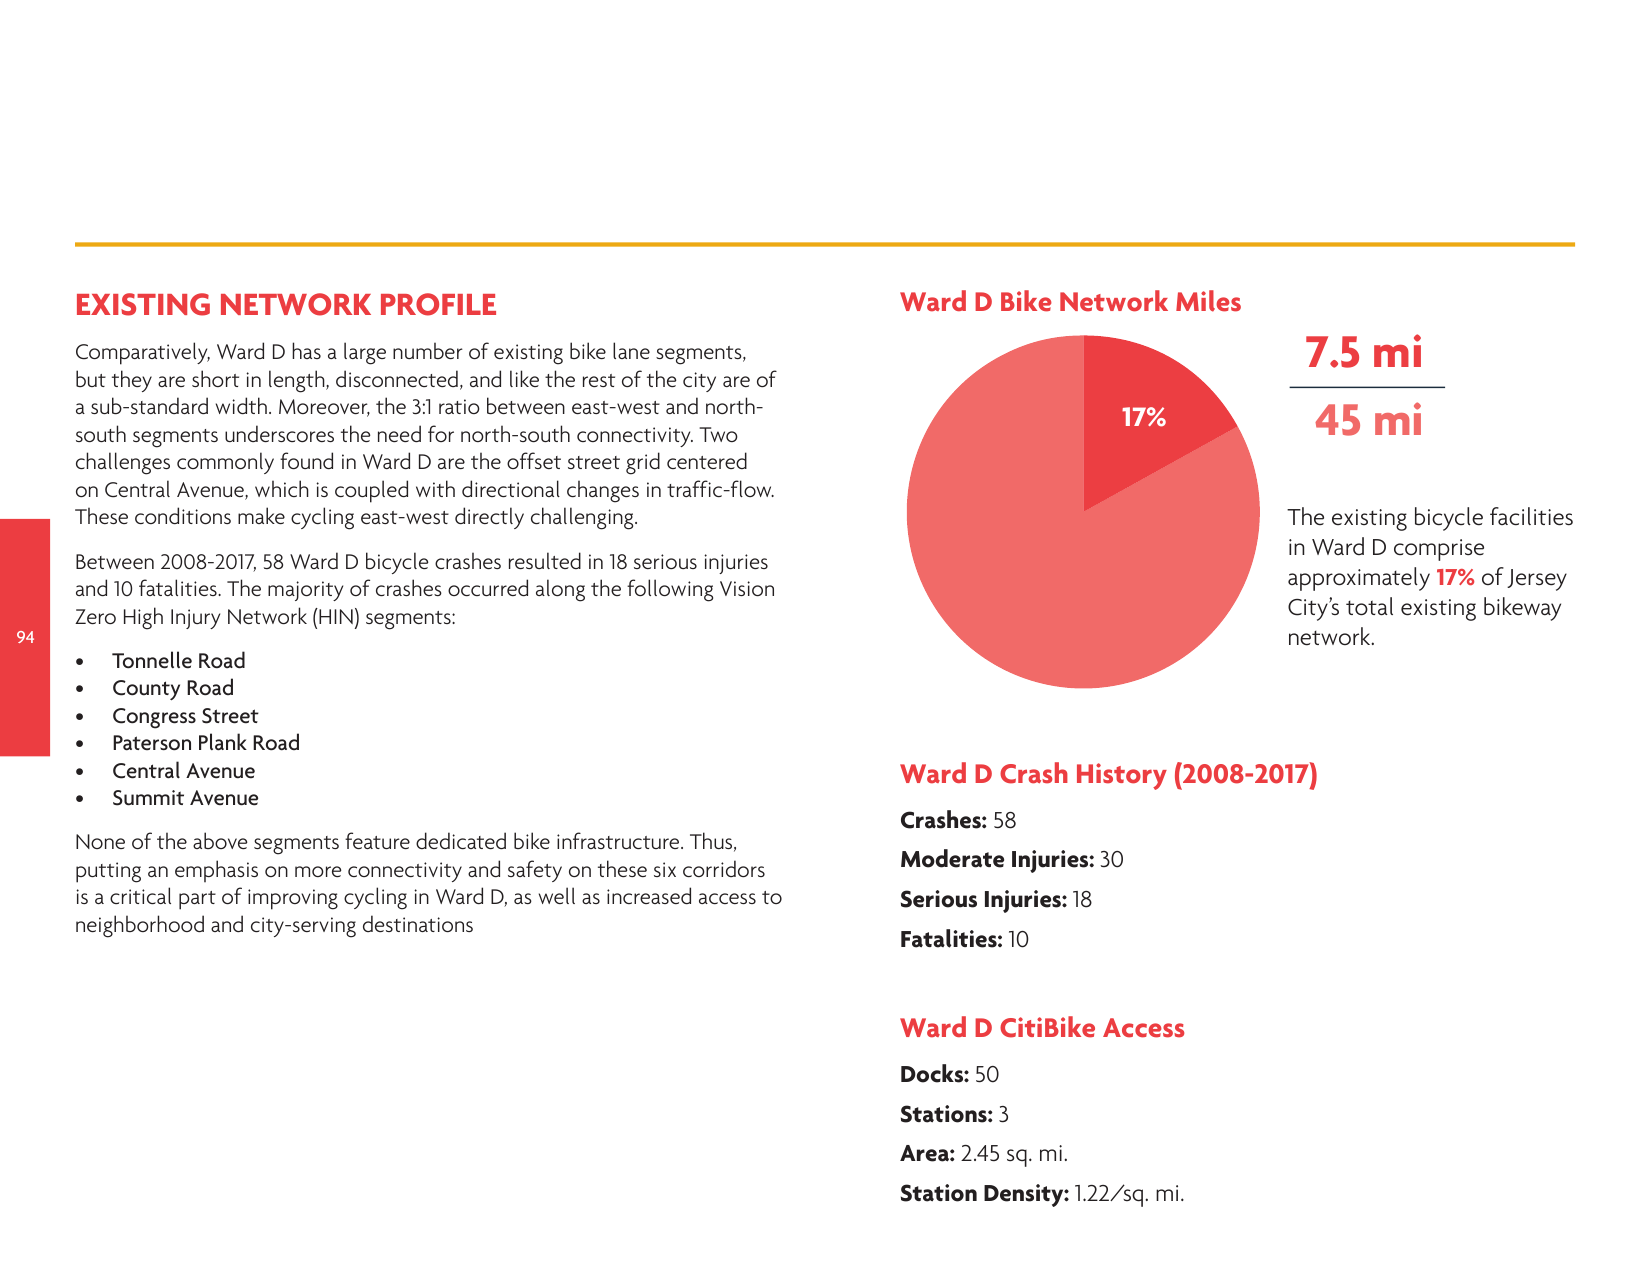 EXISTING NETWORK PROFILE
Comparatively, Ward D has a large number of existing bike lane segments,
but they are short in length, disconnected, and like the rest of the city are of
a sub-standard width. Moreover, the 3:1 ratio between east-west and north-
south segments underscores the need for north-south connectivity. Two
challenges commonly found in Ward D are the offset street grid centered
on Central Avenue, which is coupled with directional changes in traffic-flow.
These conditions make cycling east-west directly challenging.
Between 2008-2017, 58 Ward D bicycle crashes resulted in 18 serious injuries
and 10 fatalities. The majority of crashes occurred along the following Vision
Zero High Injury Network (HIN) segments:
94
• Tonnelle Road
• County Road
• Congress Street
• Paterson Plank Road
• Central Avenue
• Summit Avenue
None of the above segments feature dedicated bike infrastructure. Thus,
putting an emphasis on more connectivity and safety on these six corridors
is a critical part of improving cycling in Ward D, as well as increased access to
neighborhood and city-serving destinations
Ward D Bike Network Miles
17%
7.5 mi
45 mi
The existing bicycle facilities
in Ward D comprise
approximately 17% of Jersey
City's total existing bikeway
network.
Ward D Crash History (2008-2017)
Crashes: 58
Moderate Injuries: 30
Serious Injuries: 18
Fatalities: 10
Ward D CitiBike Access
Docks: 50
Stations: 3
Area: 2.45 sq. mi.
Station Density: 1.22/sq. mi.